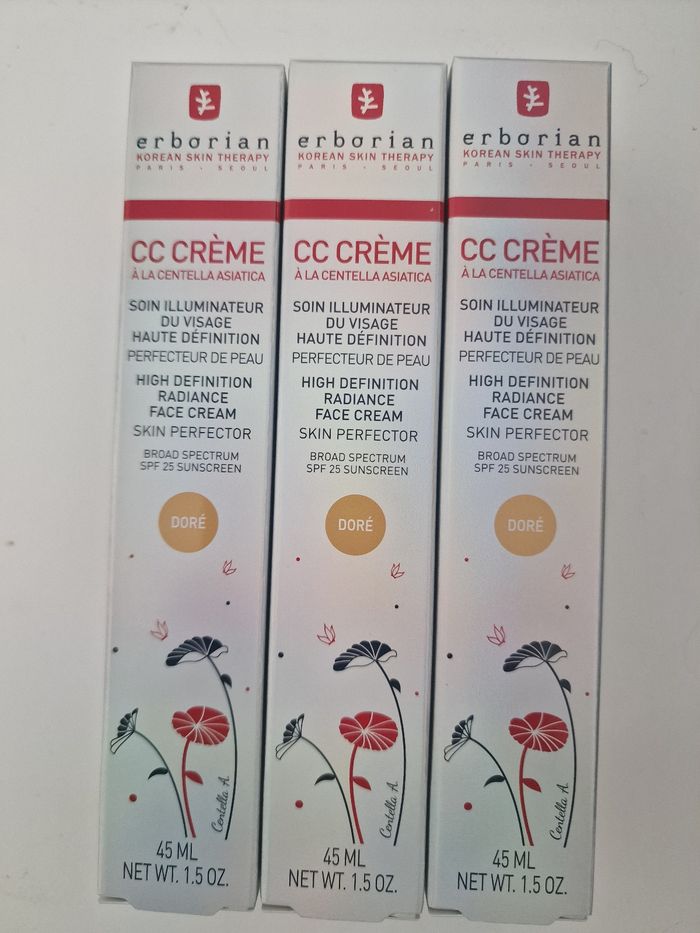 erborian
KOREAN SKIN THERAPY
PARIS - SEOUL
CC CRÈME
À LA CENTELLA ASIATICA
SOIN ILLUMINATEUR
DU VISAGE
HAUTE DÉFINITION
PERFECTEUR DE PEAU
HIGH DEFINITION
RADIANCE
FACE CREAM
SKIN PERFECTOR
BROAD SPECTRUM
SPF 25 SUNSCREEN
DORÉ
Centella A.
45 ML
NET WT. 1.5 OZ.
erborian
KOREAN SKIN THERAPY
PARIS - SEOUL
CC CRÈME
À LA CENTELLA ASIATICA
SOIN ILLUMINATEUR
DU VISAGE
HAUTE DÉFINITION
PERFECTEUR DE PEAU
HIGH DEFINITION
RADIANCE
FACE CREAM
SKIN PERFECTOR
BROAD SPECTRUM
SPF 25 SUNSCREEN
DORÉ
Centella A.
45 ML
NET WT. 1.5 OZ.
erborian
KOREAN SKIN THERAPY
PARIS - SEOUL
CC CRÈME
À LA CENTELLA ASIATICA
SOIN ILLUMINATEUR
DU VISAGE
HAUTE DÉFINITION
PERFECTEUR DE PEAU
HIGH DEFINITION
RADIANCE
FACE CREAM
SKIN PERFECTOR
BROAD SPECTRUM
SPF 25 SUNSCREEN
DORÉ
Centella A.
45 ML
NET WT. 1.5 OZ.